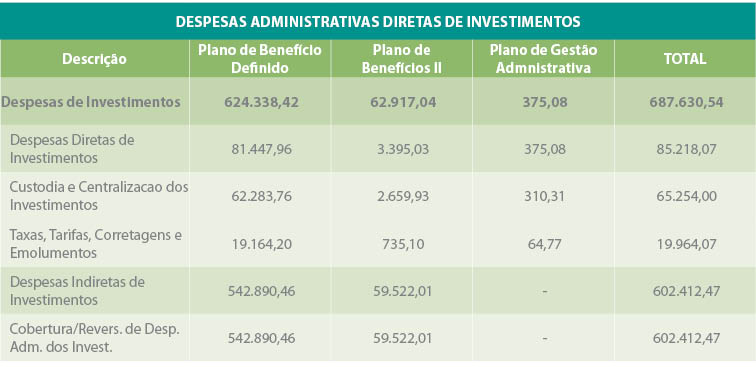 DESPESAS ADMINISTRATIVAS DIRETAS DE INVESTIMENTOS
Descrição Plano de Benefício Definido Plano de Benefícios II Plano de Gestão Admnistrativa TOTAL
Despesas de Investimentos 624.338,42 62.917,04 375,08 687.630,54
Despesas Diretas de Investimentos 81.447,96 3.395,03 375,08 85.218,07
Custodia e Centralizacao dos Investimentos 62.283,76 2.659,93 310,31 65.254,00
Taxas, Tarifas, Corretagens e Emolumentos 19.164,20 735,10 64,77 19.964,07
Despesas Indiretas de Investimentos 542.890,46 59.522,01 - 602.412,47
Cobertura/Revers. de Desp. Adm. dos Invest. 542.890,46 59.522,01 - 602.412,47